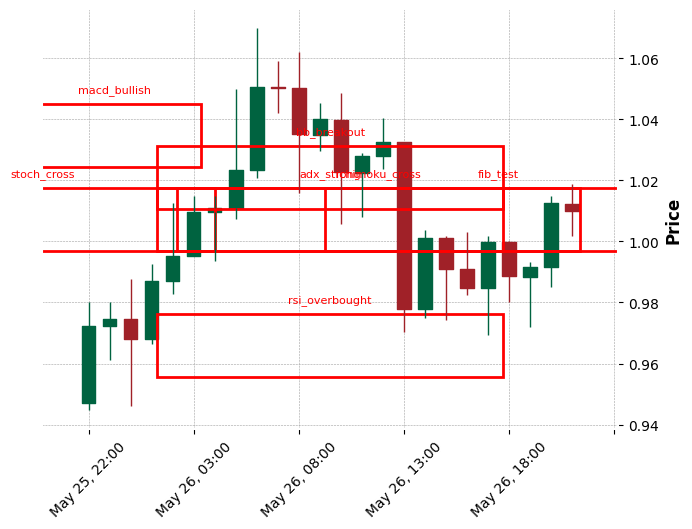 macd_bullish
1.06
1.04
bb_breakout
stoch_cross
adx_strong
ichimoku_cross
fib_test
1.02
1.00
Price
rsi_overbought
0.98
0.96
0.94
May 25, 22:00
May 26, 03:00
May 26, 08:00
May 26, 13:00
May 26, 18:00